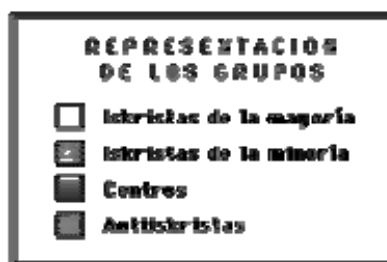 REPRESENTACION
DE LOS GRUPOS
Iskristas de la mayoría
Iskristas de la minoría
Centro
Antiiskristas